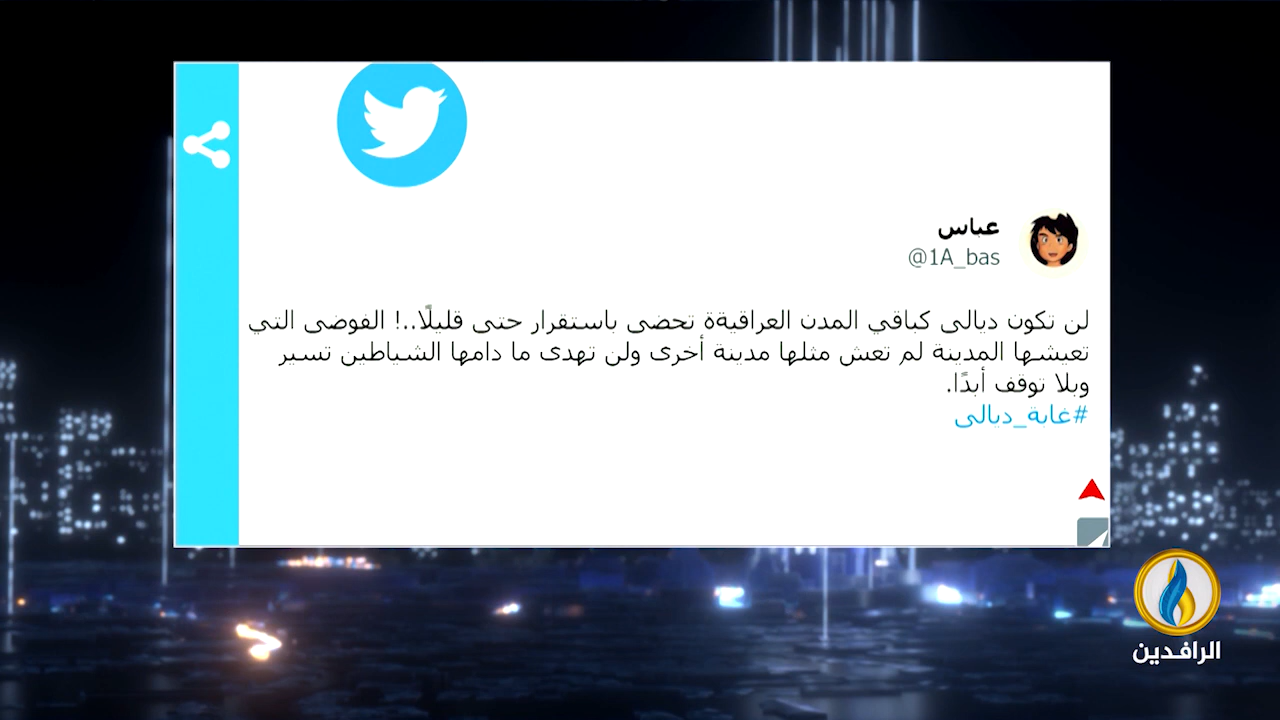 عباس
@1A_bas
لن تكون ديالى كباقي المدن العراقيةة تحضى باستقرار حتى قليلًا..! الفوضى التي
تعيشها المدينة لم تعش مثلها مدينة أخرى ولن تهدى ما دامها الشياطين تسير
وبلا توقف أبدًا.
#غابة_ديالى
الرافدين